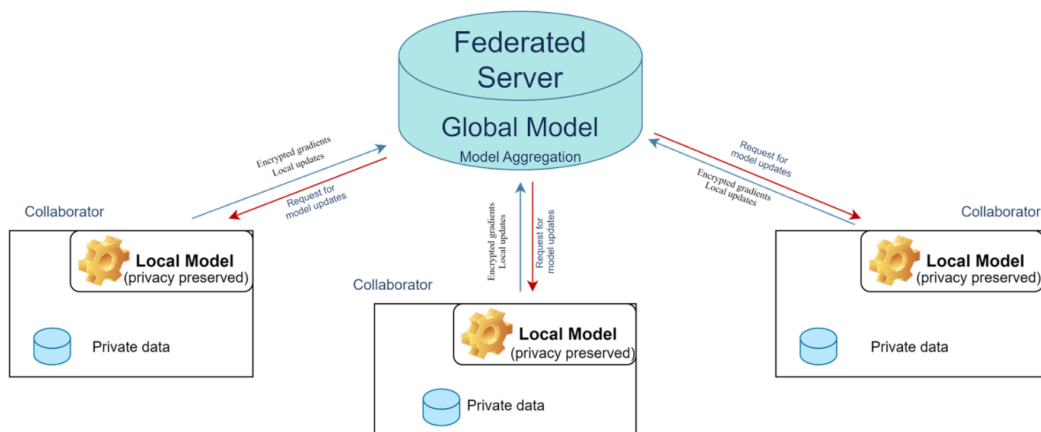 Federated
Server
Global Model
Model Aggregation
Encrypted gradients
Local updates
Request for
model updates
Request for
model updates
Encrypted gradients
Local updates
Encrypted gradients
Local updates
Request for
model updates
Collaborator
Local Model
(privacy preserved)
Private data
Collaborator
Local Model
(privacy preserved)
Private data
Collaborator
Local Model
(privacy preserved)
Private data